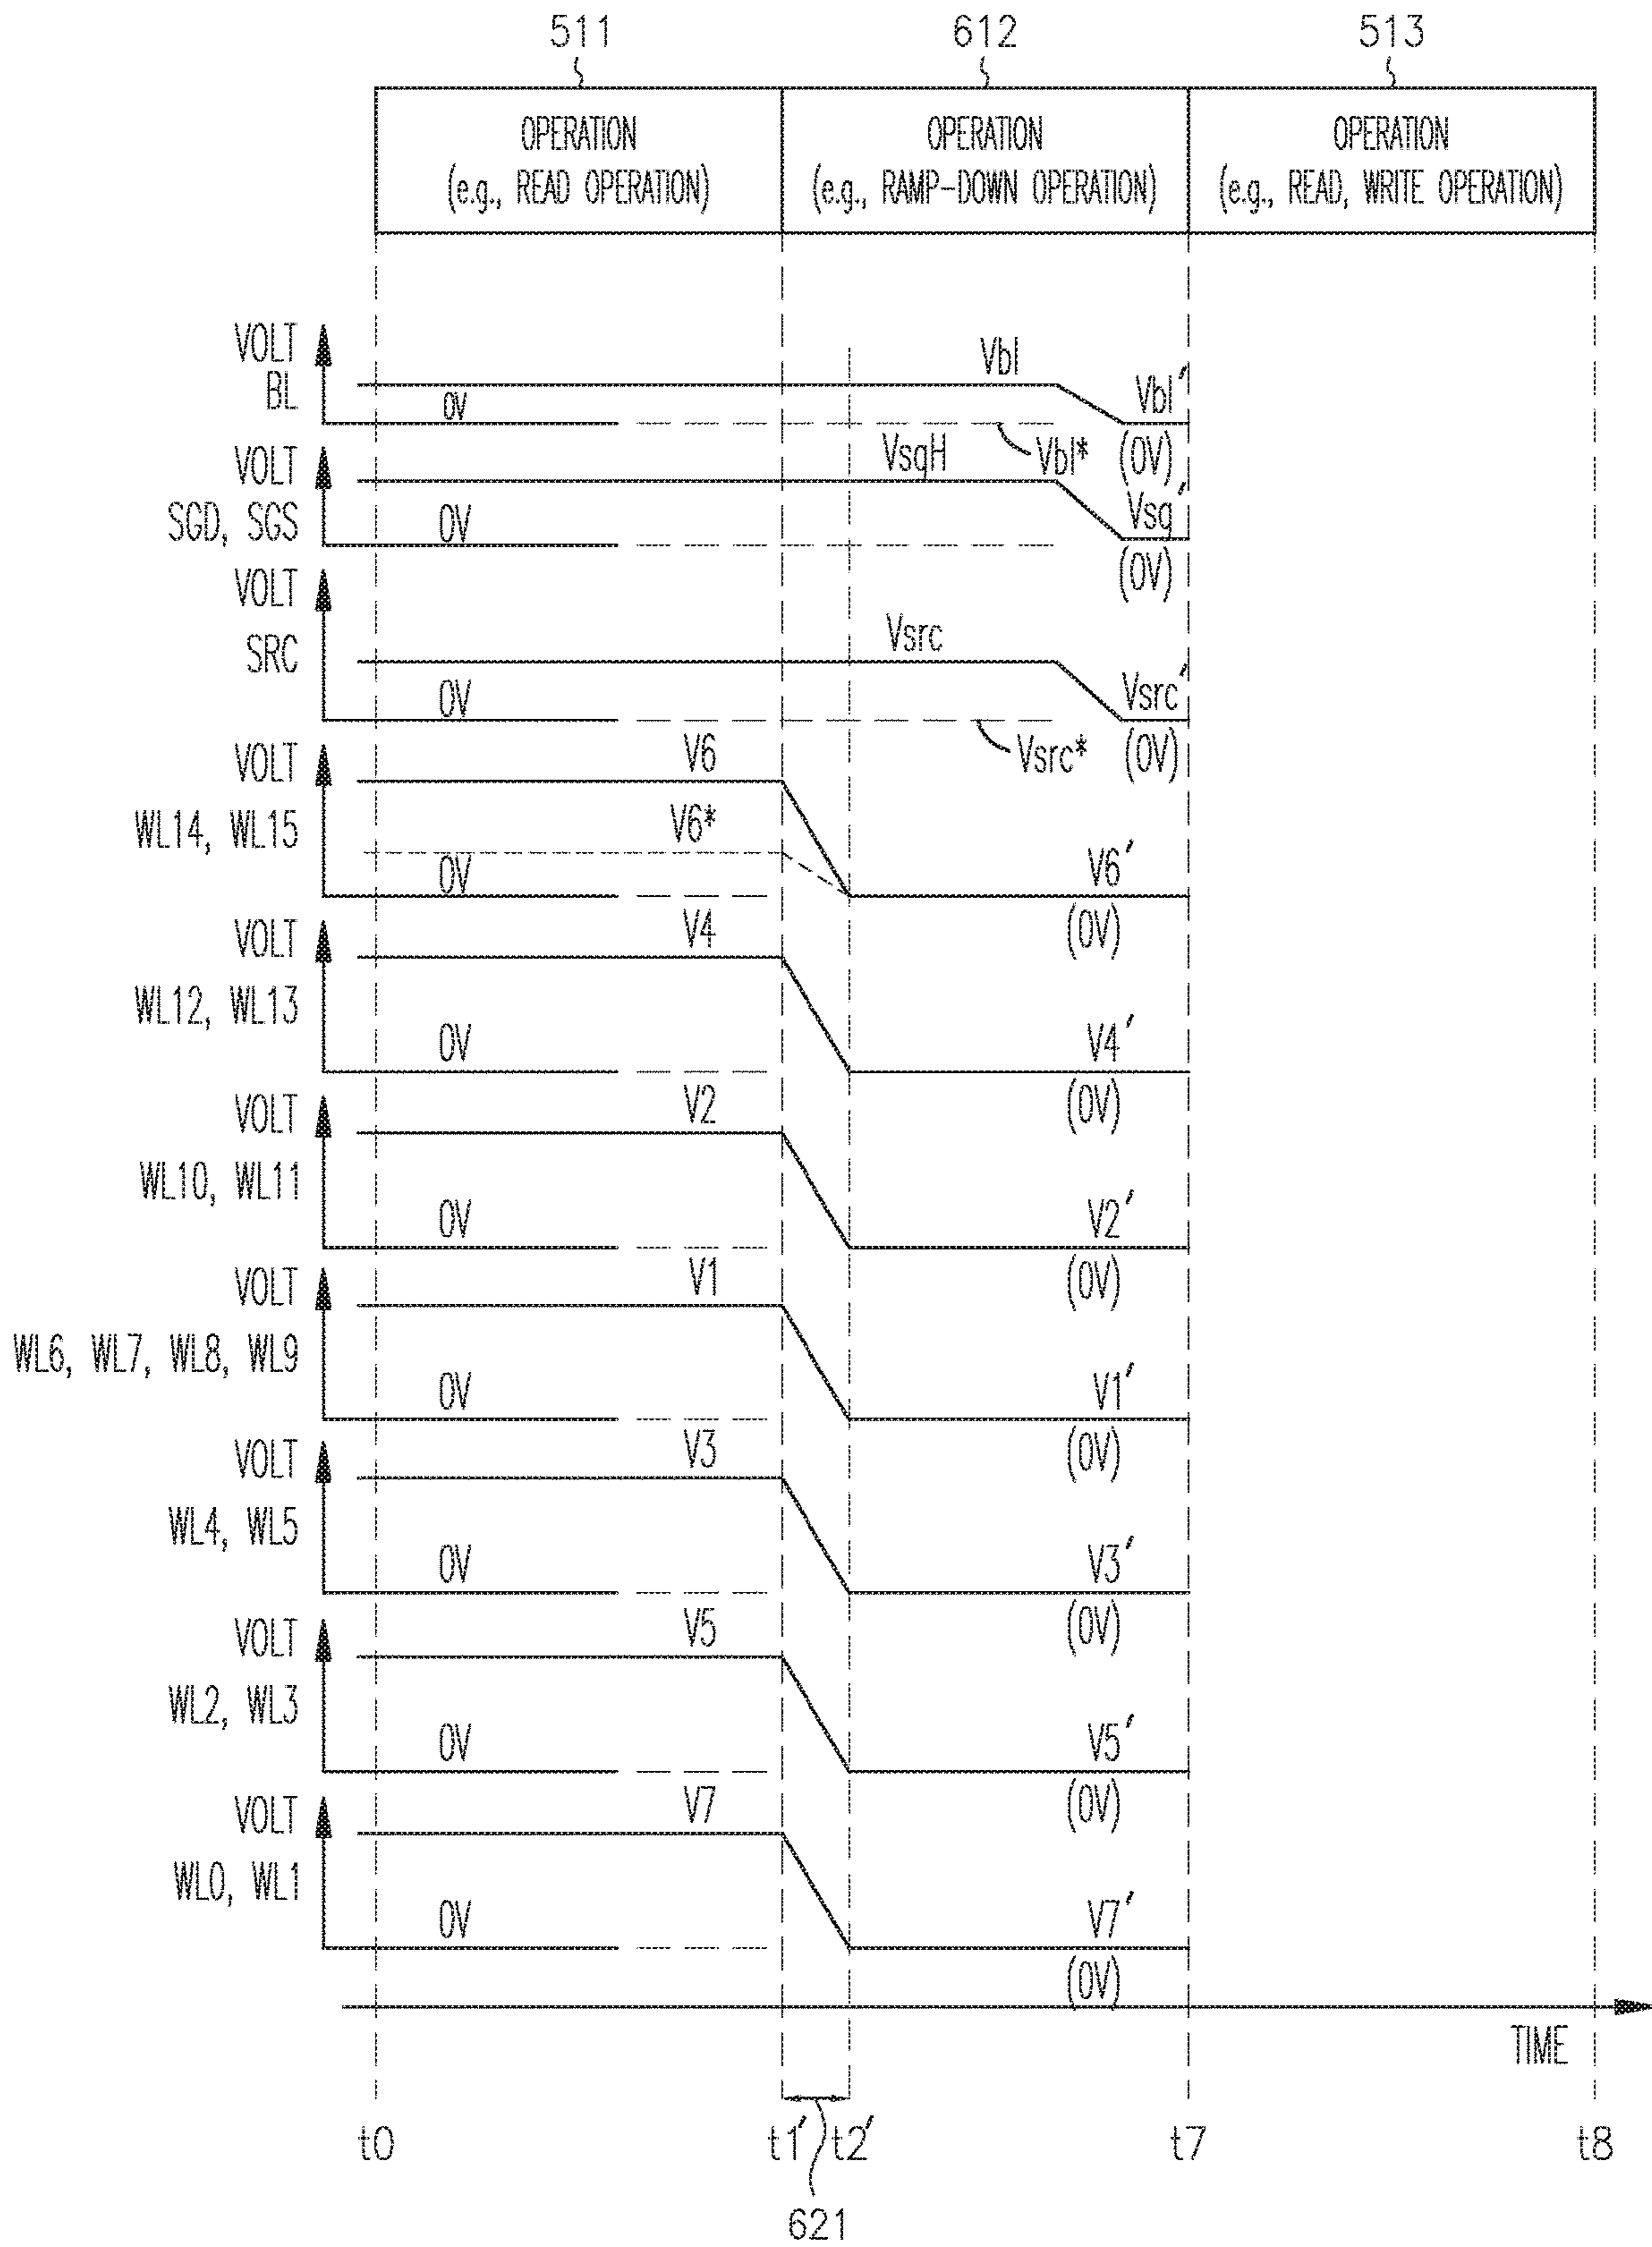 511
612
513
OPERATION
(e.g., READ OPERATION)
OPERATION
(e.g., RAMP-DOWN OPERATION)
OPERATION
(e.g., READ, WRITE OPERATION)
VOLT
BL
0V
Vbl
Vbl'
(0V)
Vbl*
VOLT
SGD, SGS
0V
VsgH
Vsg'
(0V)
VOLT
SRC
0V
Vsrc
Vsrc'
(0V)
Vsrc*
VOLT
WL14, WL15
0V
V6
V6*
V6'
(0V)
VOLT
WL12, WL13
0V
V4
V4'
(0V)
VOLT
WL10, WL11
0V
V2
V2'
(0V)
VOLT
WL6, WL7, WL8, WL9
0V
V1
V1'
(0V)
VOLT
WL4, WL5
0V
V3
V3'
(0V)
VOLT
WL2, WL3
0V
V5
V5'
(0V)
VOLT
WL0, WL1
0V
V7
V7'
(0V)
TIME
t0
t1'
t2'
t7
t8
621